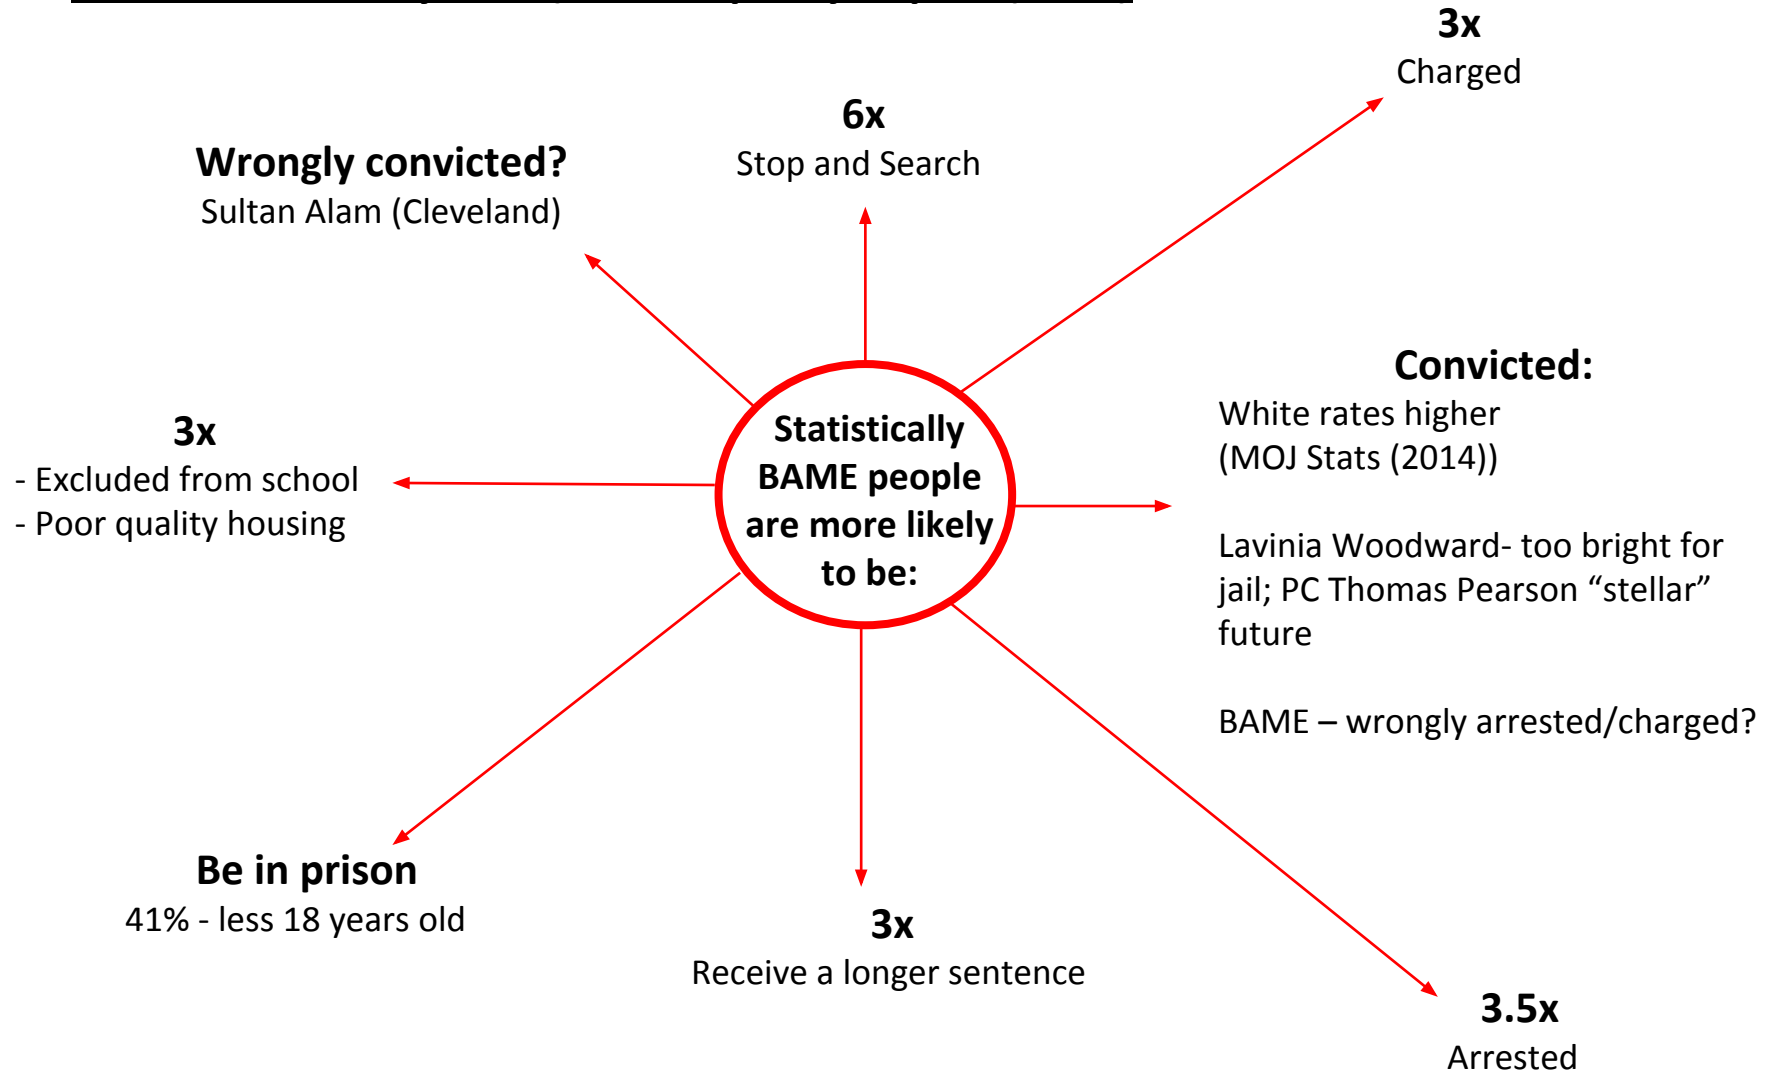 3x
Charged
6x
Stop and Search
Wrongly convicted?
Sultan Alam (Cleveland)
Convicted:
White rates higher
(MOJ Stats (2014))
Lavinia Woodward- too bright for
jail; PC Thomas Pearson “stellar”
future
BAME – wrongly arrested/charged?
Statistically
BAME people
are more likely
to be:
3x
- Excluded from school
- Poor quality housing
Be in prison
41% - less 18 years old
3x
Receive a longer sentence
3.5x
Arrested